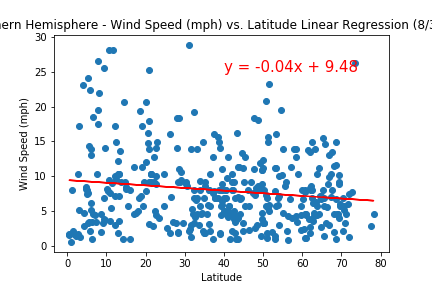 ern Hemisphere - Wind Speed (mph) vs. Latitude Linear Regression (8/3
y = -0.04x + 9.48
Wind Speed (mph)
30
25
20
15
10
5
0
0 10 20 30 40 50 60 70 80
Latitude